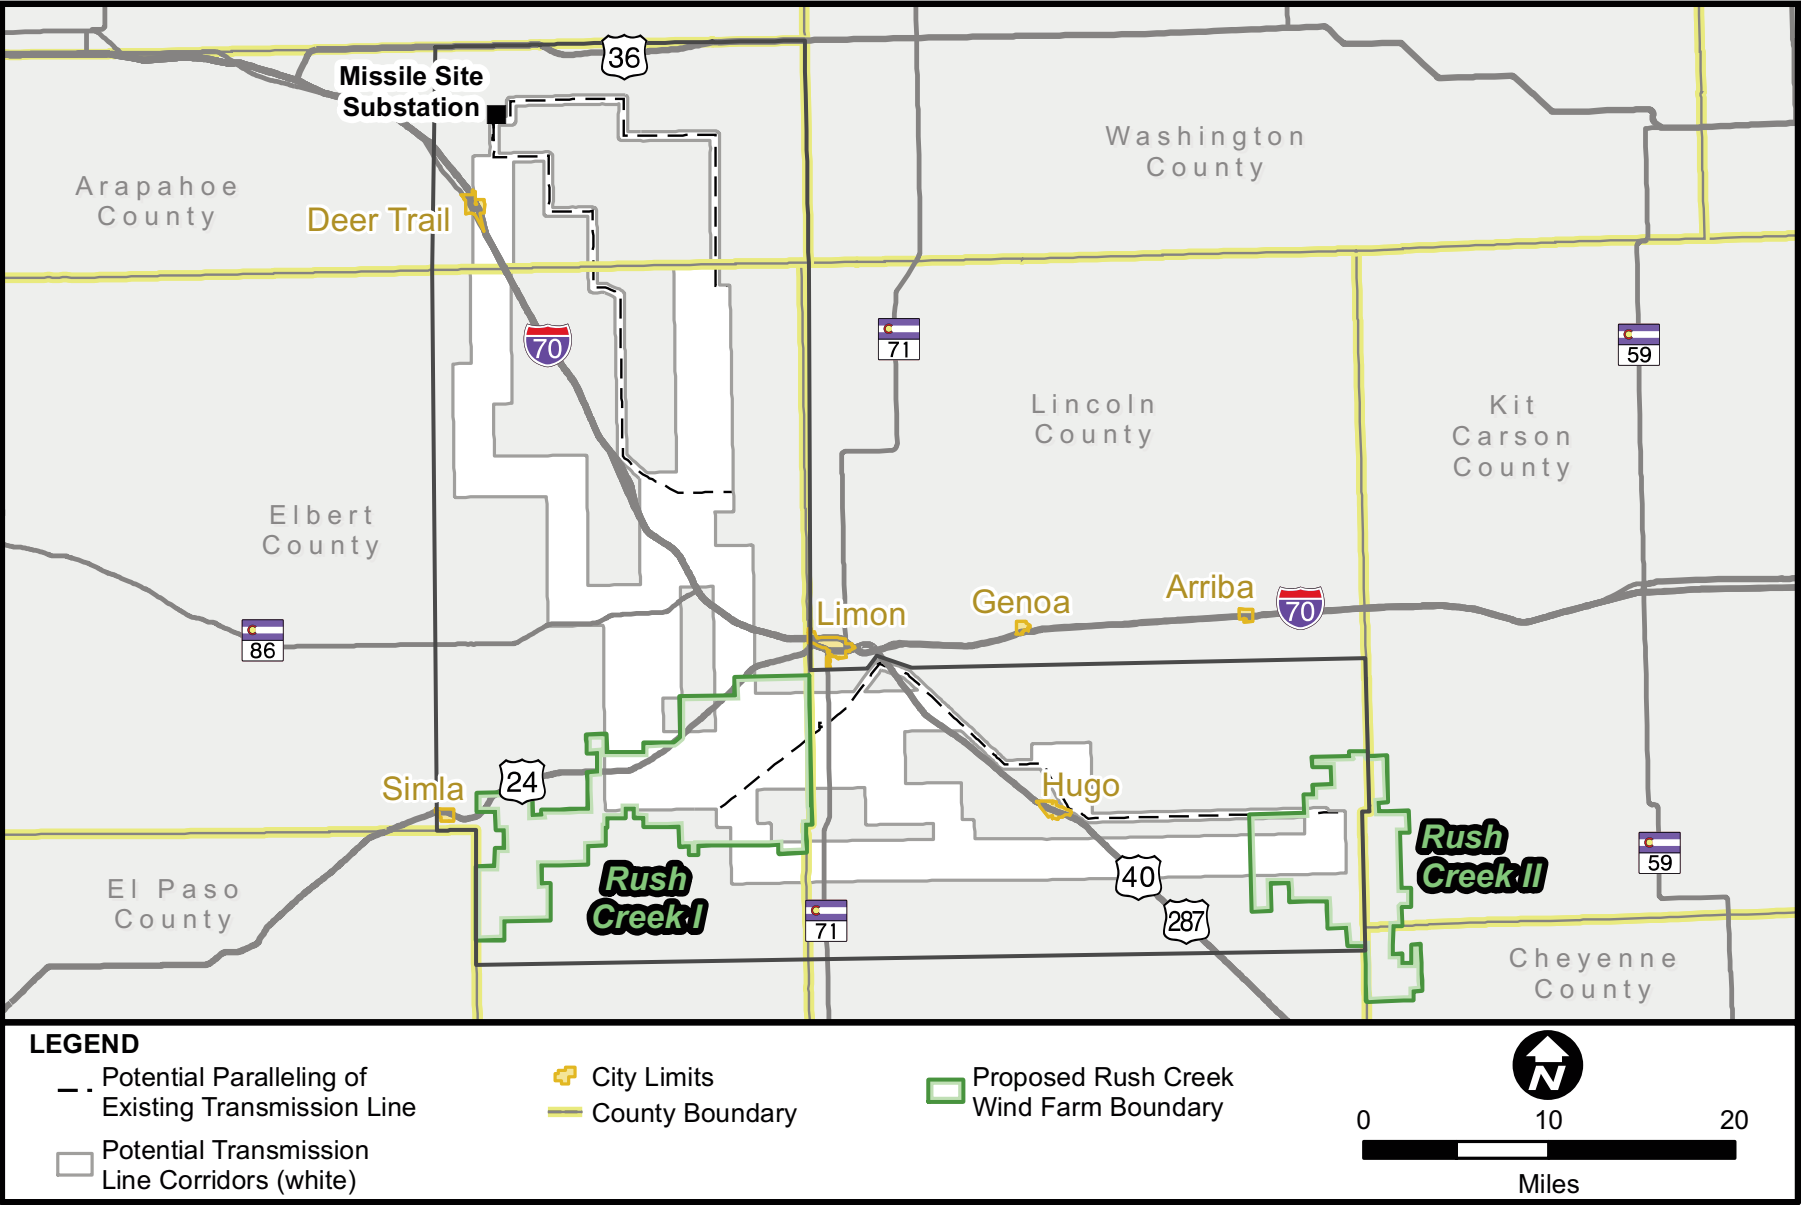 36
Missile Site
Substation
Washington
County
Arapahoe
County
Deer Trail
70
71
59
Lincoln
County
Kit
Carson
County
Elbert
County
86
Limon
Genoa
Arriba
70
Simla
24
Hugo
Rush
Creek II
59
El Paso
County
Rush
Creek I
71
40
287
Cheyenne
County
LEGEND
Potential Paralleling of
Existing Transmission Line
Potential Transmission
Line Corridors (white)
City Limits
County Boundary
Proposed Rush Creek
Wind Farm Boundary
N
0 10 20
Miles